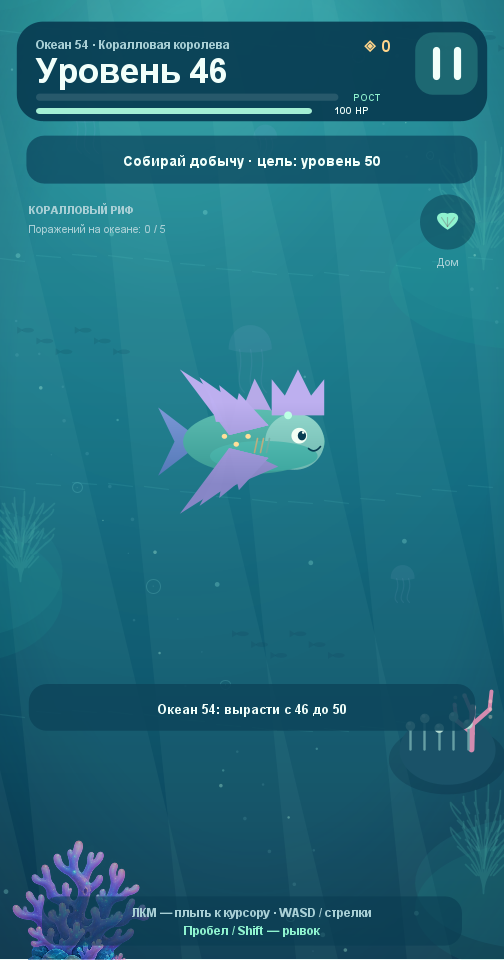 Океан 54 · Коралловая королева
◈ 0
Уровень 46
РОСТ
100 HP
Собирай добычу · цель: уровень 50
КОРАЛЛОВЫЙ РИФ
Поражений на океане: 0 / 5
Дом
Океан 54: вырасти с 46 до 50
ЛКМ — плыть к курсору · WASD / стрелки
Пробел / Shift — рывок